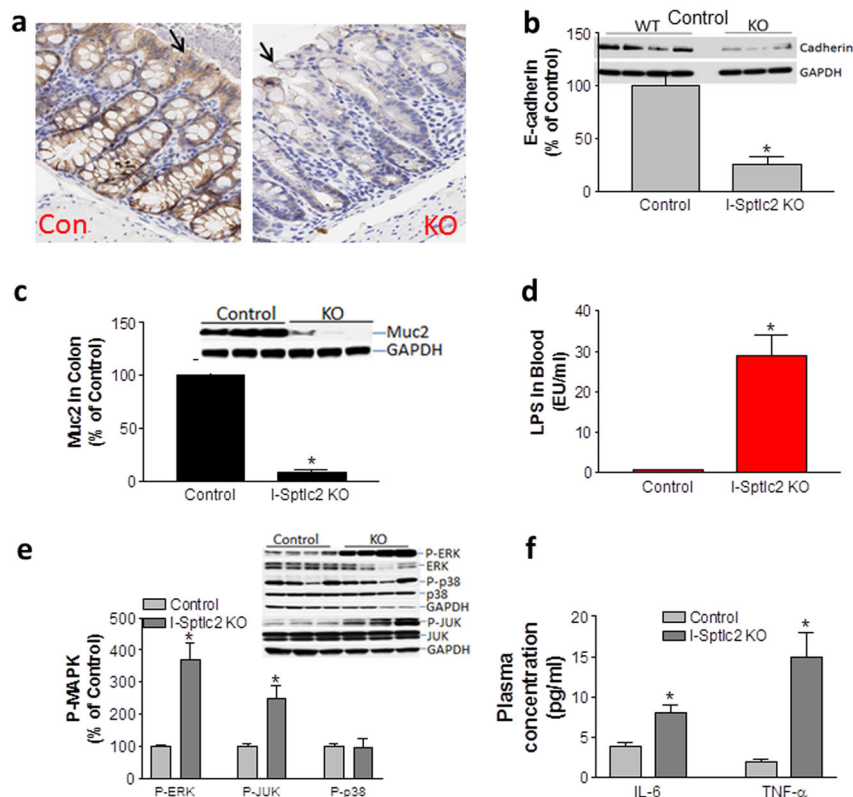 a
Con
KO
b
Control
WT KO
Cadherin
GAPDH
E-cadherin
(% of Control)
150
100
50
0
Control I-Sptlc2 KO
*
c
Control KO
Muc2
GAPDH
Muc2 In Colon
(% of Control)
150
100
50
0
*
Control I-Sptlc2 KO
d
LPS In Blood
(EU/ml)
40
30
20
10
0
*
Control I-Sptlc2 KO
e
Control KO
P-ERK
ERK
P-p38
p38
GAPDH
P-JUK
JUK
GAPDH
Control
I-Sptlc2 KO
P-MAPK
(% of Control)
500
400
300
200
100
0
*
*
P-ERK P-JUK P-p38
f
Control
I-Sptlc2 KO
Plasma
concentration
(pg/ml)
20
15
10
5
0
*
*
IL-6 TNF-α